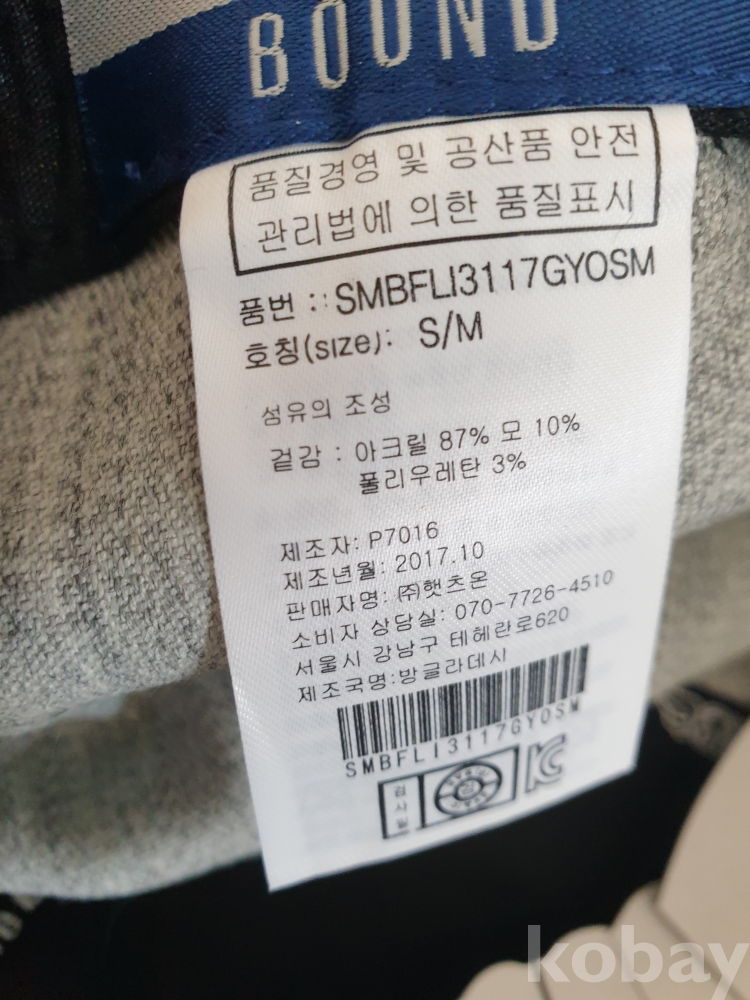 BOUND
품질경영 및 공산품 안전
관리법에 의한 품질표시
품번 : SMBFLI3117GYOSM
호칭(size): S/M
섬유의 조성
겉감 : 아크릴 87% 모 10%
폴리우레탄 3%
제조자: P7016
제조년월: 2017.10
판매자명: ㈜햇츠온
소비자 상담실: 070-7726-4510
서울시 강남구 테헤란로620
제조국명:방글라데시
SMBFLI3117GYOSM
검사필
검
kobay